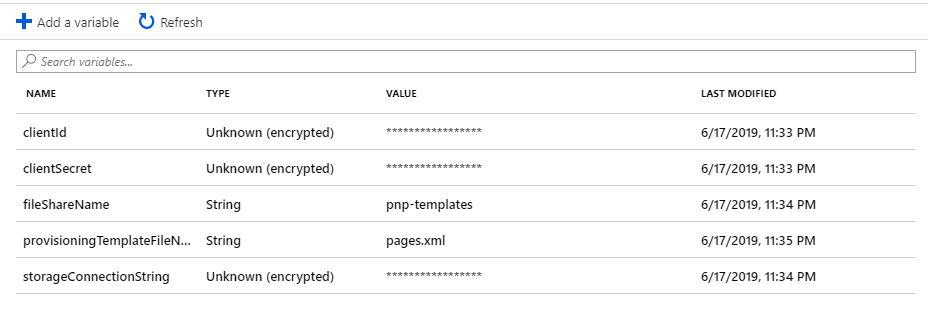 Add a variable Refresh
Search variables...
NAME TYPE VALUE LAST MODIFIED
clientId Unknown (encrypted) ***************** 6/17/2019, 11:33 PM
clientSecret Unknown (encrypted) ***************** 6/17/2019, 11:33 PM
fileShareName String pnp-templates 6/17/2019, 11:34 PM
provisioningTemplateFileN... String pages.xml 6/17/2019, 11:35 PM
storageConnectionString Unknown (encrypted) ***************** 6/17/2019, 11:34 PM